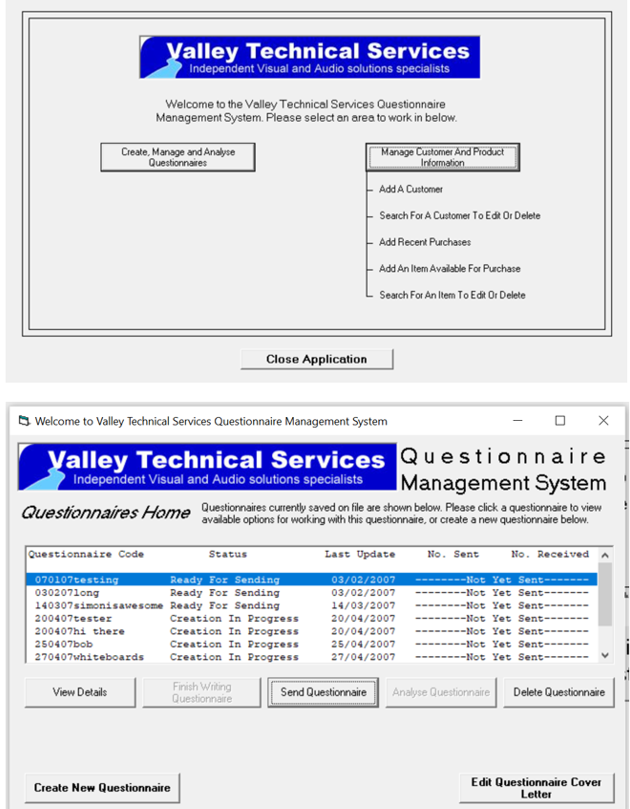 Valley Technical Services
Independent Visual and Audio solutions specialists
Welcome to the Valley Technical Services Questionnaire
Management System. Please select an area to work in below.
Create, Manage and Analyse
Questionnaires
Manage Customer And Product
Information
Add A Customer
Search For A Customer To Edit Or Delete
Add Recent Purchases
Add An Item Available For Purchase
Search For An Item To Edit Or Delete
Close Application
Welcome to Valley Technical Services Questionnaire Management System
Valley Technical Services
Independent Visual and Audio solutions specialists
Questionnaire
Management System
Questionnaires Home
Questionnaires currently saved on file are shown below. Please click a questionnaire to view
available options for working with this questionnaire, or create a new questionnaire below.
Questionnaire Code Status Last Update No. Sent No. Received
070107testing Ready For Sending 03/02/2007 --------Not Yet Sent-------
030207long Ready For Sending 03/02/2007 --------Not Yet Sent-------
140307simonisawesome Ready For Sending 14/03/2007 --------Not Yet Sent-------
200407tester Creation In Progress 20/04/2007 --------Not Yet Sent-------
200407hi there Creation In Progress 20/04/2007 --------Not Yet Sent-------
250407bob Creation In Progress 25/04/2007 --------Not Yet Sent-------
270407whiteboards Creation In Progress 27/04/2007 --------Not Yet Sent-------
View Details
Finish Writing
Questionnaire
Send Questionnaire
Analyse Questionnaire
Delete Questionnaire
Create New Questionnaire
Edit Questionnaire Cover
Letter